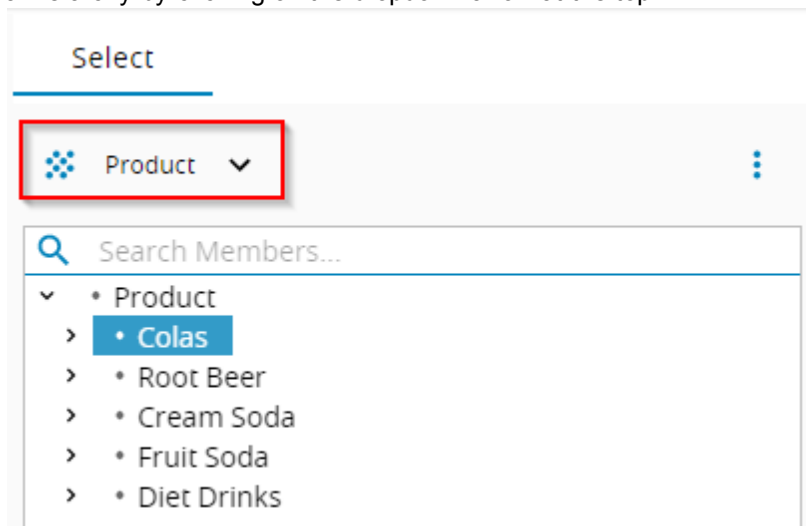 Select
Product
Search Members...
Product
Colas
Root Beer
Cream Soda
Fruit Soda
Diet Drinks